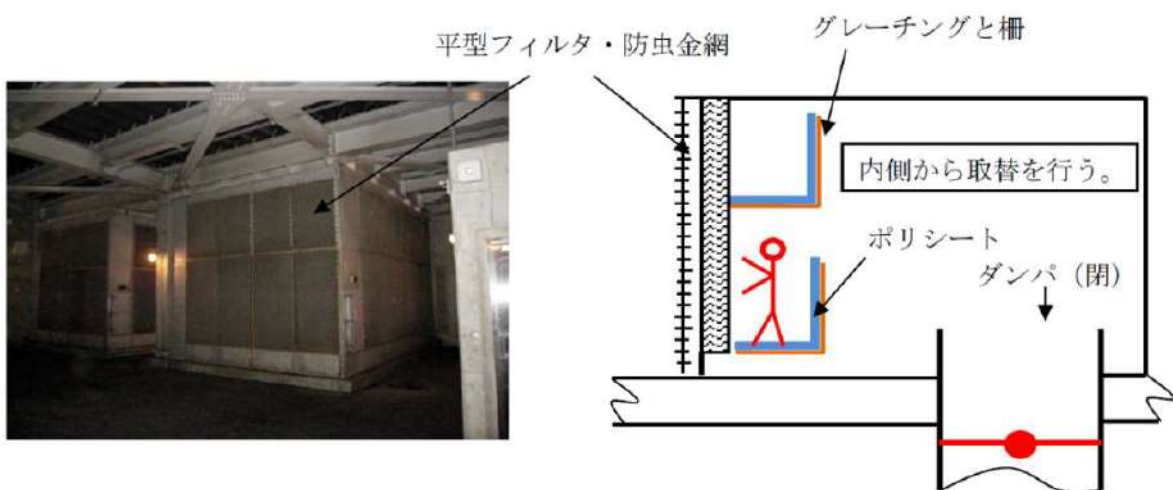 平型フィルタ・防虫金網
グレーチングと柵
内側から取替を行う。
ポリシート
ダンパ（閉）